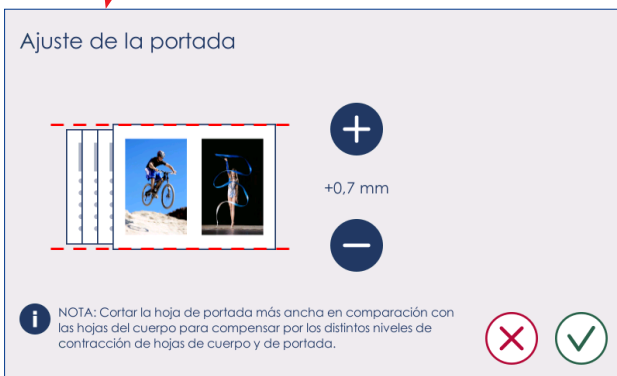 Ajuste de la portada
+0,7 mm
NOTA: Cortar la hoja de portada más ancha en comparación con
las hojas del cuerpo para compensar por los distintos niveles de
contracción de hojas de cuerpo y de portada.